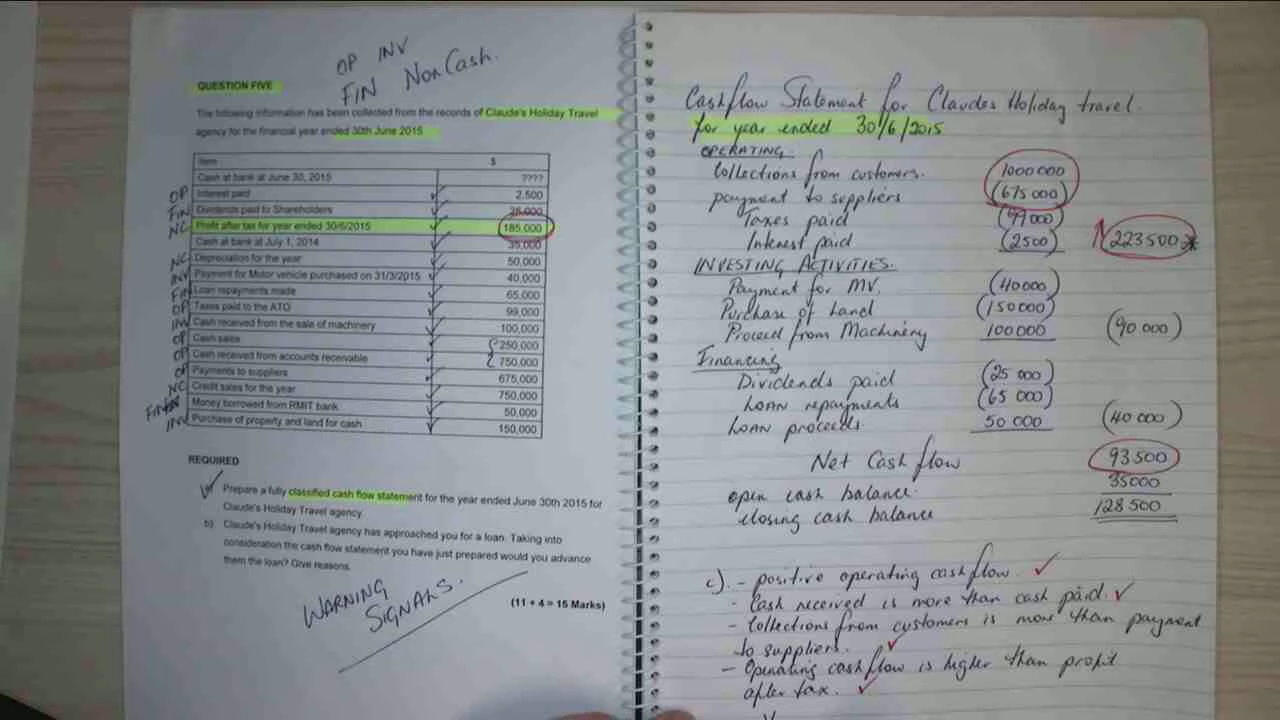 OP INV
FIN NonCash.
QUESTION FIVE
The following information has been collected from the records of Claude's Holiday Travel
agency for the financial year ended 30th June 2015
Item $
Cash at bank at June 30, 2015 ????
OP Interest paid 2,500
FIN Dividends paid to Shareholders 25,000
NC Profit after tax for year ended 30/6/2015 185,000
Cash at bank at July 1, 2014 35,000
NC Depreciation for the year 50,000
INV Payment for Motor vehicle purchased on 31/3/2015 40,000
FIN Loan repayments made 65,000
OP Taxes paid to the ATO 99,000
INV Cash received from the sale of machinery 100,000
OP Cash sales 250,000
OP Cash received from accounts receivable 750,000
OP Payments to suppliers 675,000
NC Credit sales for the year 750,000
FIN Money borrowed from RMIT bank 50,000
INV Purchase of property and land for cash 150,000
REQUIRED
Prepare a fully classified cash flow statement for the year ended June 30th 2015 for
Claude's Holiday Travel agency.
b) Claude's Holiday Travel agency has approached you for a loan. Taking into
consideration the cash flow statement you have just prepared would you advance
them the loan? Give reasons.
(11 + 4 = 15 Marks)
WARNING
SIGNALS.
Cashflow Statement for Claudes Holiday travel.
for year ended 30/6/2015
OPERATING.
Collections from customers. 1000 000
payment to suppliers (675 000)
Taxes paid (99000)
Interest paid (2500) 223500
INVESTING ACTIVITIES.
Payment for MV. (40000)
Purchase of Land (150000)
Proceed from Machinery 100 000 (90 000)
Financing
Dividends paid (25 000)
LOAN repayments (65 000)
LOAN proceeds 50 000 (40 000)
Net Cash flow 93 500
open cash balance. 35000
closing cash balance 128 500
c). - positive operating cashflow. ✓
- Cash received is more than cash paid. ✓
- Collections from customers is more than payment
to suppliers. ✓
- Operating cashflow is higher than profit
after tax. ✓